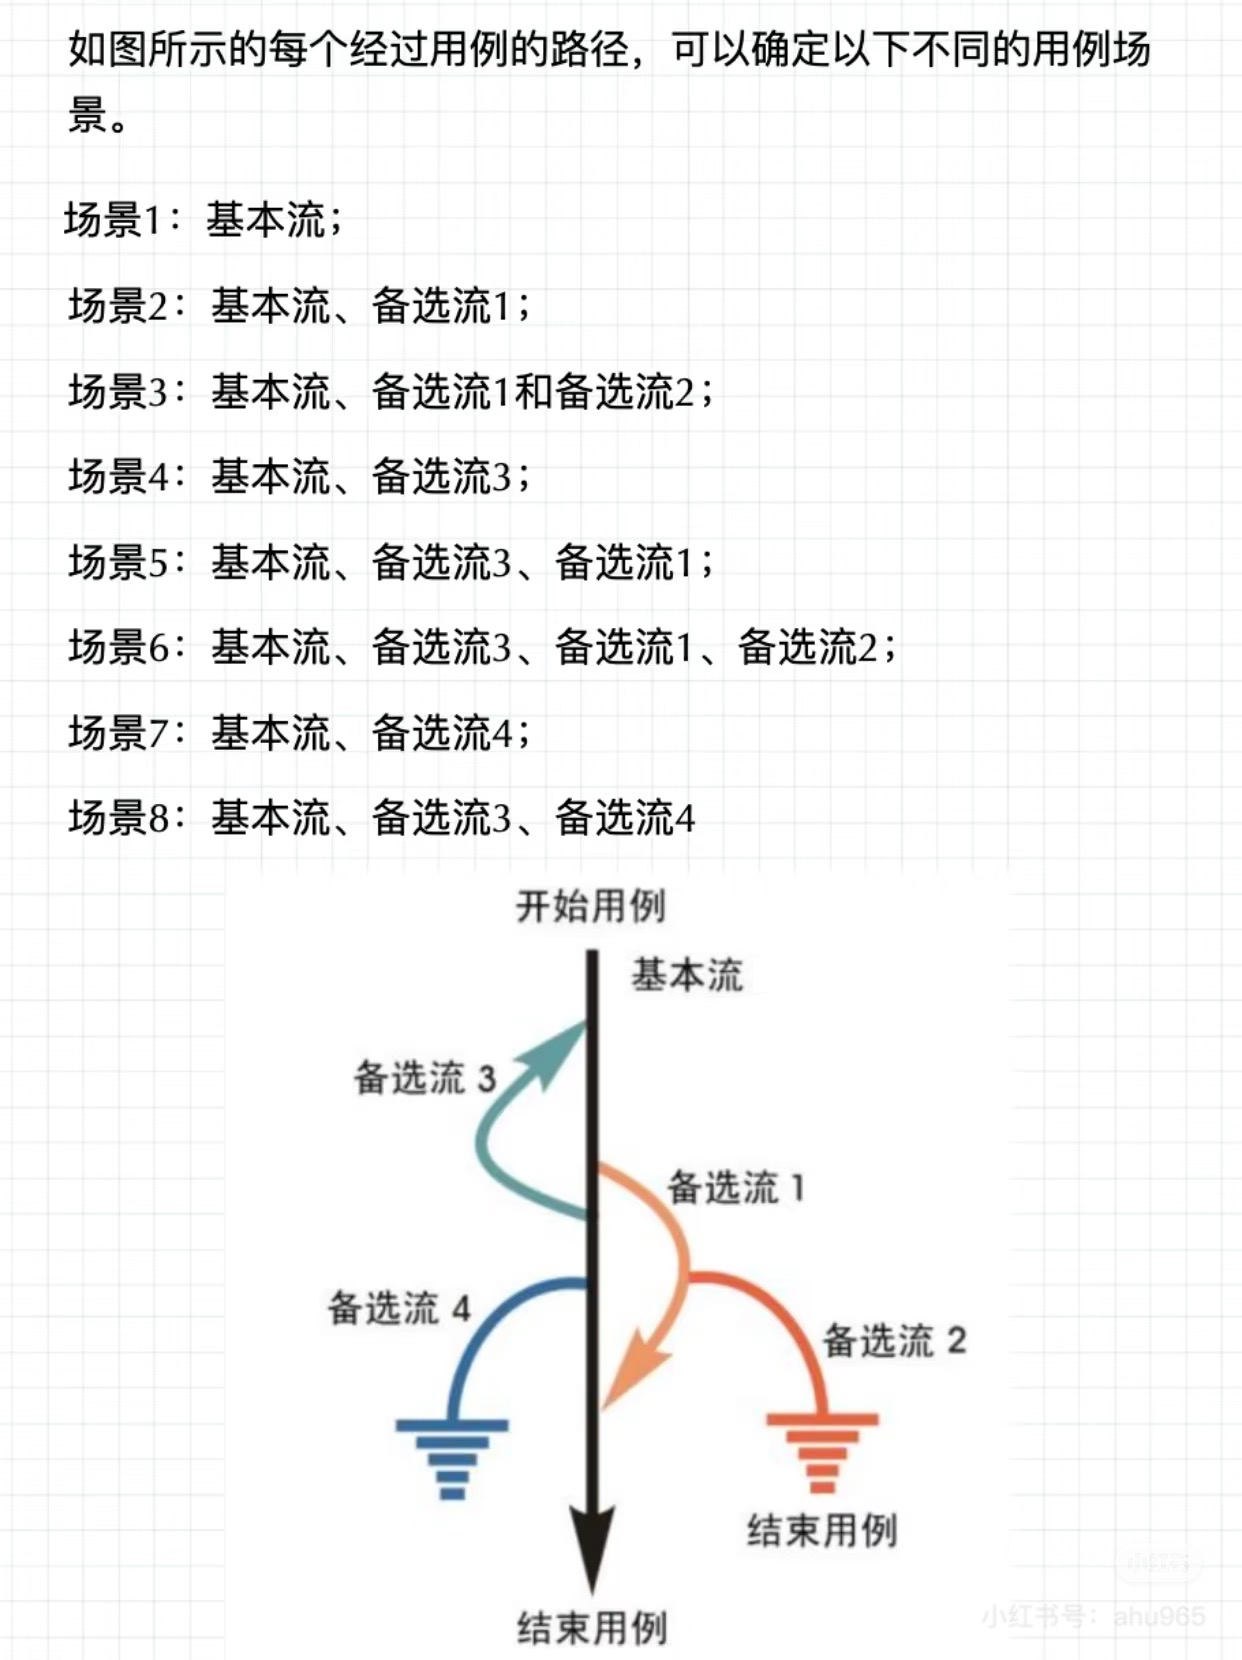 如图所示的每个经过用例的路径，可以确定以下不同的用例场
景。
场景1：基本流；
场景2：基本流、备选流1；
场景3：基本流、备选流1和备选流2；
场景4：基本流、备选流3；
场景5：基本流、备选流3、备选流1；
场景6：基本流、备选流3、备选流1、备选流2；
场景7：基本流、备选流4；
场景8：基本流、备选流3、备选流4
开始用例
基本流
备选流 3
备选流 1
备选流 4
备选流 2
结束用例
小红书
小红书号：ahu965
结束用例